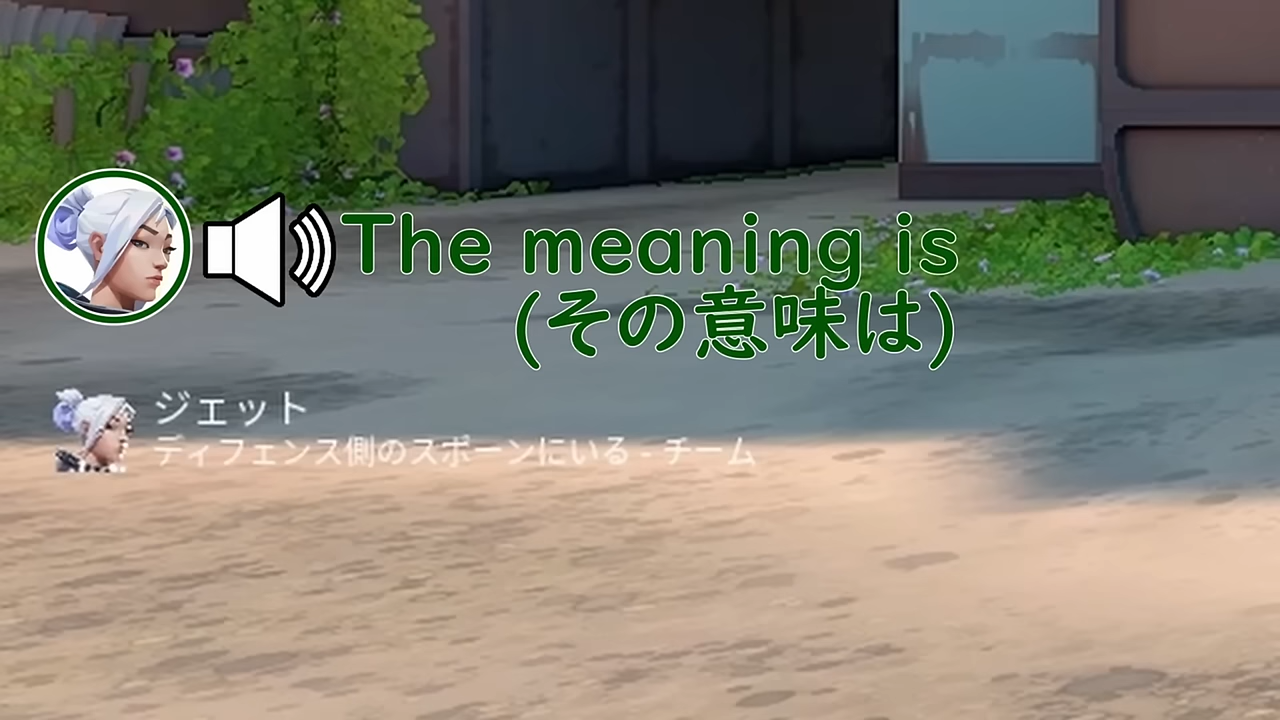 The meaning is
(その意味は)
ジェット
ディフェンス側のスポーンにいる - チーム